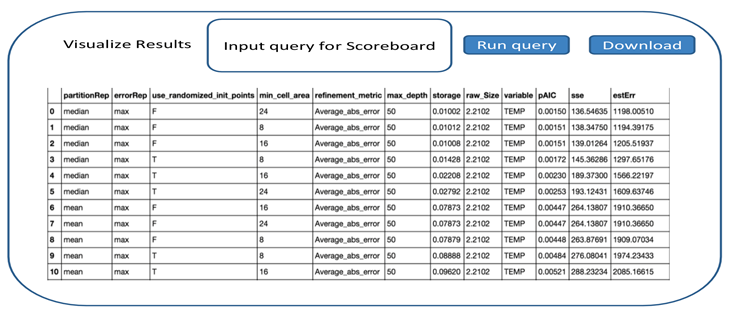 Visualize Results Input query for Scoreboard Run query Download
partitionRep errorRep use_randomized_init_points min_cell_area refinement_metric max_depth storage raw_Size variable pAIC sse estErr
0 median max F 24 Average_abs_error 50 0.01002 2.2102 TEMP 0.00150 136.54635 1198.00510
1 median max F 8 Average_abs_error 50 0.01012 2.2102 TEMP 0.00151 138.34750 1194.39175
2 median max F 16 Average_abs_error 50 0.01008 2.2102 TEMP 0.00151 139.01264 1205.51937
3 median max T 8 Average_abs_error 50 0.01428 2.2102 TEMP 0.00172 145.36286 1297.65176
4 median max T 16 Average_abs_error 50 0.02208 2.2102 TEMP 0.00230 189.37300 1566.22197
5 median max T 24 Average_abs_error 50 0.02792 2.2102 TEMP 0.00253 193.12431 1609.63746
6 mean max F 16 Average_abs_error 50 0.07873 2.2102 TEMP 0.00447 264.13807 1910.36650
7 mean max F 24 Average_abs_error 50 0.07873 2.2102 TEMP 0.00447 264.13807 1910.36650
8 mean max F 8 Average_abs_error 50 0.07879 2.2102 TEMP 0.00448 263.87691 1909.07034
9 mean max T 8 Average_abs_error 50 0.08888 2.2102 TEMP 0.00484 276.08041 1974.23433
10 mean max T 16 Average_abs_error 50 0.09620 2.2102 TEMP 0.00521 288.23234 2085.16615